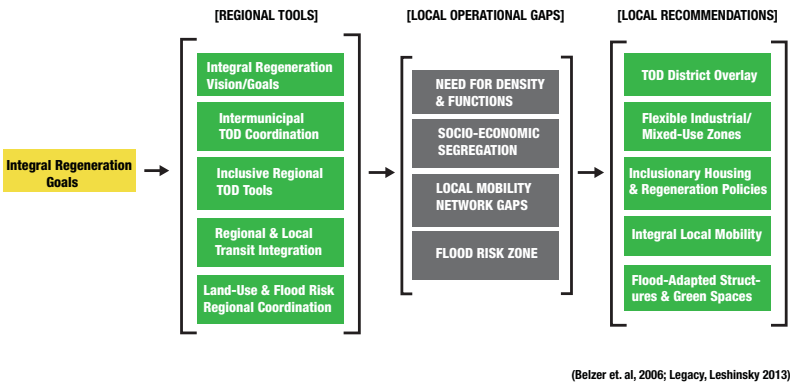 [REGIONAL TOOLS]
[LOCAL OPERATIONAL GAPS]
[LOCAL RECOMMENDATIONS]
Integral Regeneration
Goals
Integral Regeneration
Vision/Goals
Intermunicipal
TOD Coordination
Inclusive Regional
TOD Tools
Regional & Local
Transit Integration
Land-Use & Flood Risk
Regional Coordination
NEED FOR DENSITY
& FUNCTIONS
SOCIO-ECONOMIC
SEGREGATION
LOCAL MOBILITY
NETWORK GAPS
FLOOD RISK ZONE
TOD District Overlay
Flexible Industrial/
Mixed-Use Zones
Inclusionary Housing
& Regeneration Policies
Integral Local Mobility
Flood-Adapted Struct-
ures & Green Spaces
(Belzer et. al, 2006; Legacy, Leshinsky 2013)